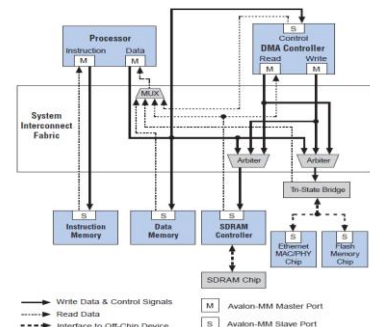 Processor
Instruction Data
M
M
S
Control
DMA Controller
Read Write
M
M
MUX
System
Interconnect
Fabric
Arbiter
Arbiter
Tri-State Bridge
S
Instruction
Memory
S
Data
Memory
S
SDRAM
Controller
S
Ethernet
MAC/PHY
Chip
S
Flash
Memory
Chip
SDRAM Chip
Write Data & Control Signals
Read Data
Interface to Off-Chip Device
M Avalon-MM Master Port
S Avalon-MM Slave Port